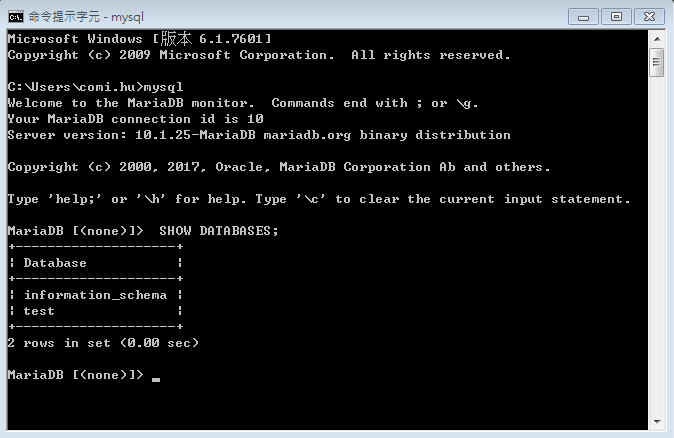 命令提示字元 - mysql
Microsoft Windows [版本 6.1.7601]
Copyright (c) 2009 Microsoft Corporation.  All rights reserved.
C:\Users\comi.hu>mysql
Welcome to the MariaDB monitor.  Commands end with ; or \g.
Your MariaDB connection id is 10
Server version: 10.1.25-MariaDB mariadb.org binary distribution
Copyright (c) 2000, 2017, Oracle, MariaDB Corporation Ab and others.
Type 'help;' or '\h' for help. Type '\c' to clear the current input statement.
MariaDB [(none)]>  SHOW DATABASES;
+--------------------+
| Database           |
+--------------------+
| information_schema |
| test               |
+--------------------+
2 rows in set (0.00 sec)
MariaDB [(none)]> _